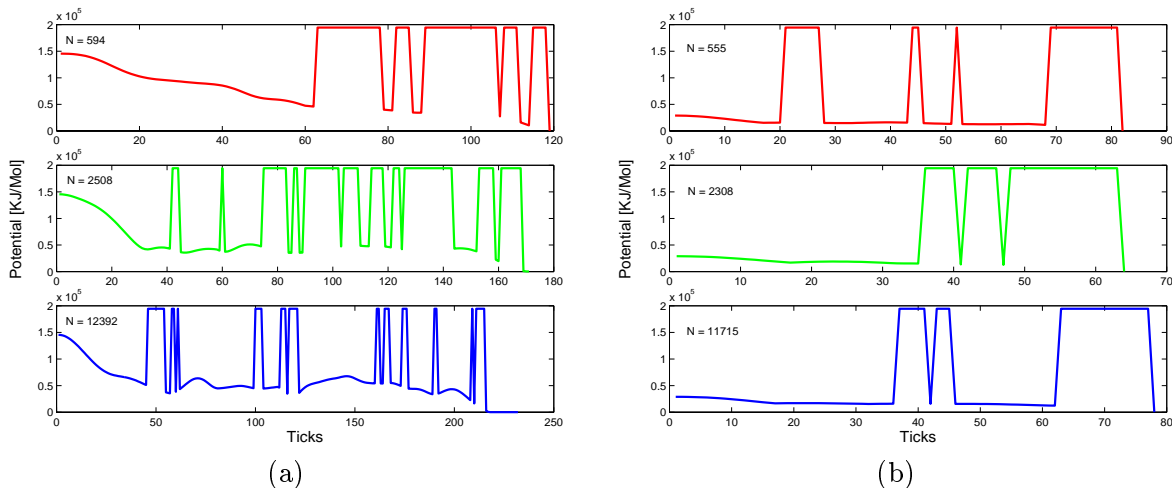 x 10^5
N = 594
2
1.5
1
0.5
0
0 20 40 60 80 100 120
x 10^5
N = 2508
2
1.5
1
0.5
0
0 20 40 60 80 100 120 140 160 180
Potential [KJ/Mol]
x 10^5
N = 12392
2
1.5
1
0.5
0
0 50 100 150 200 250
Ticks
(a)
x 10^5
N = 555
2
1.5
1
0.5
0
0 10 20 30 40 50 60 70 80 90
x 10^5
N = 2308
2
1.5
1
0.5
0
0 10 20 30 40 50 60 70
Potential [KJ/Mol]
x 10^5
N = 11715
2
1.5
1
0.5
0
0 10 20 30 40 50 60 70 80
Ticks
(b)